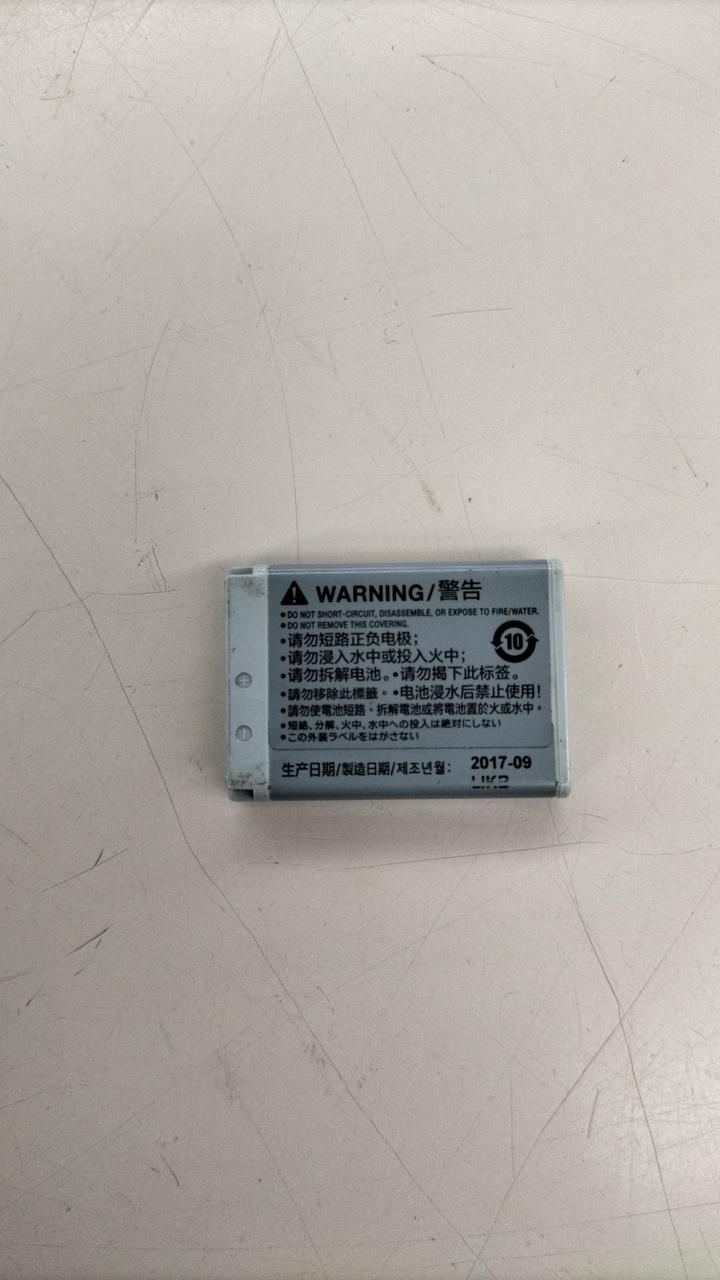 WARNING/警告
●DO NOT SHORT-CIRCUIT, DISASSEMBLE, OR EXPOSE TO FIRE/WATER.
●DO NOT REMOVE THIS COVERING.
•请勿短路正负电极;
•请勿浸入水中或投入火中;
•请勿拆解电池。•请勿揭下此标签。
•請勿移除此標籤。•电池浸水后禁止使用!
•請勿使電池短路、拆解電池或將電池置於火或水中。
●短絡、分解、火中、水中への投入は絶対にしない
●この外装ラベルをはがさない
10
+
-
生产日期/製造日期/제조년월: 2017-09